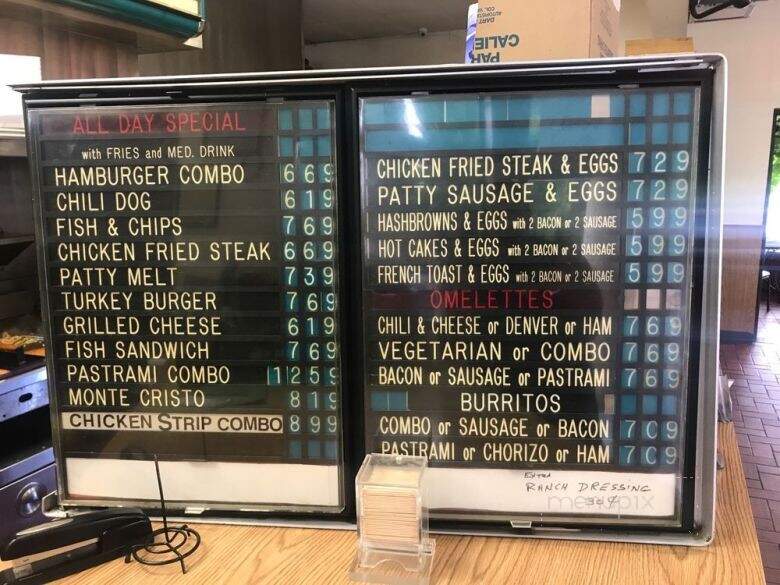 CALIE
ALL DAY SPECIAL
with FRIES and MED. DRINK
HAMBURGER COMBO 669
CHILI DOG 619
FISH & CHIPS 769
CHICKEN FRIED STEAK 669
PATTY MELT 739
TURKEY BURGER 769
GRILLED CHEESE 619
FISH SANDWICH 769
PASTRAMI COMBO 1259
MONTE CRISTO 819
CHICKEN STRIP COMBO 899
CHICKEN FRIED STEAK & EGGS 729
PATTY SAUSAGE & EGGS 729
HASHBROWNS & EGGS with 2 BACON or 2 SAUSAGE 599
HOT CAKES & EGGS with 2 BACON or 2 SAUSAGE 599
FRENCH TOAST & EGGS with 2 BACON or 2 SAUSAGE 599
OMELETTES
CHILI & CHEESE or DENVER or HAM 769
VEGETARIAN or COMBO 769
BACON or SAUSAGE or PASTRAMI 769
BURRITOS
COMBO or SAUSAGE or BACON 709
PASTRAMI or CHORIZO or HAM 709
EXTRA
RANCH DRESSING